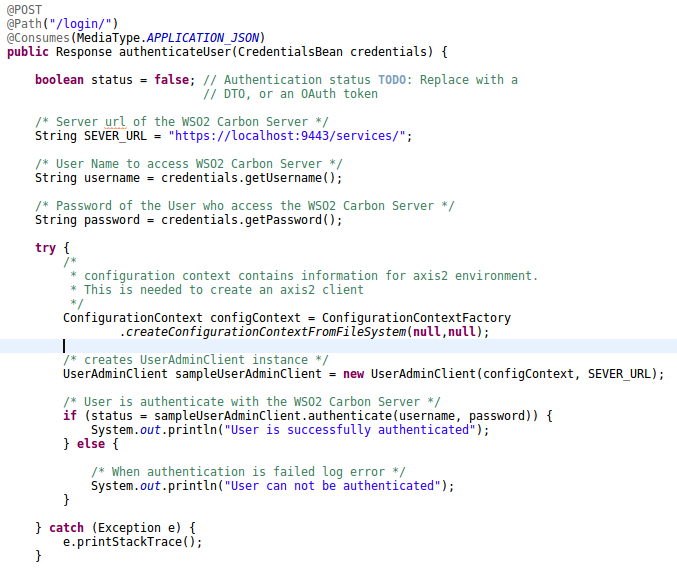 @POST
@Path("/login/")
@Consumes(MediaType.APPLICATION_JSON)
public Response authenticateUser(CredentialsBean credentials) {
boolean status = false; // Authentication status TODO: Replace with a
// DTO, or an OAuth token
/* Server url of the WSO2 Carbon Server */
String SEVER_URL = "https://localhost:9443/services/";
/* User Name to access WSO2 Carbon Server */
String username = credentials.getUsername();
/* Password of the User who access the WSO2 Carbon Server */
String password = credentials.getPassword();
try {
/*
* configuration context contains information for axis2 environment.
* This is needed to create an axis2 client
*/
ConfigurationContext configContext = ConfigurationContextFactory
.createConfigurationContextFromFileSystem(null,null);
/* creates UserAdminClient instance */
UserAdminClient sampleUserAdminClient = new UserAdminClient(configContext, SEVER_URL);
/* User is authenticate with the WSO2 Carbon Server */
if (status = sampleUserAdminClient.authenticate(username, password)) {
System.out.println("User is successfully authenticated");
} else {
/* When authentication is failed log error */
System.out.println("User can not be authenticated");
}
} catch (Exception e) {
e.printStackTrace();
}